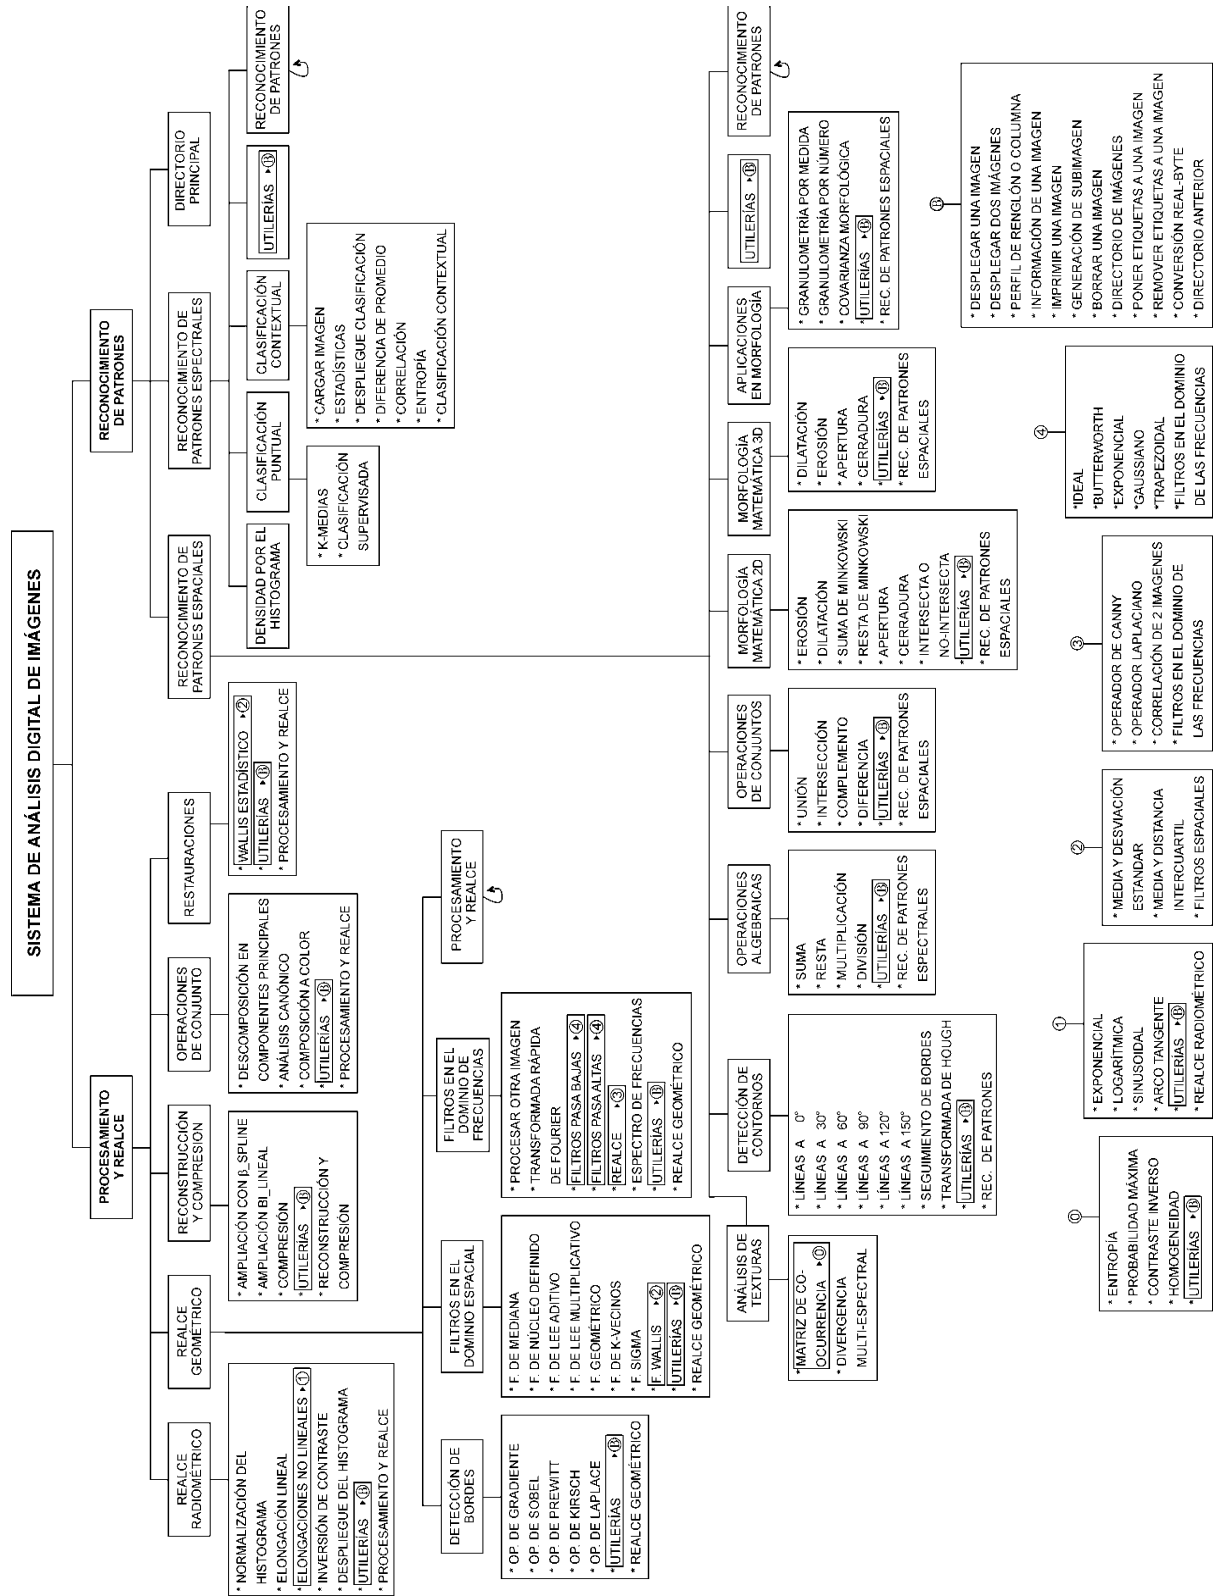 SISTEMA DE ANÁLISIS DIGITAL DE IMÁGENES
PROCESAMIENTO
Y REALCE
RECONOCIMIENTO
DE PATRONES
REALCE
RADIOMÉTRICO
REALCE
GEOMÉTRICO
RECONSTRUCCIÓN
Y COMPRESION
OPERACIONES
DE CONJUNTO
RESTAURACIONES
RECONOCIMIENTO DE
PATRONES ESPACIALES
RECONOCIMIENTO DE
PATRONES ESPECTRALES
DIRECTORIO
PRINCIPAL
* NORMALIZACIÓN DEL
HISTOGRAMA
* ELONGACIÓN LINEAL
* ELONGACIONES NO LINEALES ▸①
* INVERSIÓN DE CONTRASTE
* DESPLIEGUE DEL HISTOGRAMA
* UTILERÍAS ▸Ⓑ
* PROCESAMIENTO Y REALCE
* AMPLIACIÓN CON β_SPLINE
* AMPLIACIÓN BI_LINEAL
* COMPRESIÓN
* UTILERÍAS ▸Ⓑ
* RECONSTRUCCIÓN Y
COMPRESIÓN
* DESCOMPOSICIÓN EN
COMPONENTES PRINCIPALES
* ANÁLISIS CANÓNICO
* COMPOSICIÓN A COLOR
* UTILERÍAS ▸Ⓑ
* PROCESAMIENTO Y REALCE
* WALLIS ESTADÍSTICO ▸②
* UTILERÍAS ▸Ⓑ
* PROCESAMIENTO Y REALCE
DENSIDAD POR EL
HISTOGRAMA
CLASIFICACIÓN
PUNTUAL
CLASIFICACIÓN
CONTEXTUAL
UTILERÍAS ▸Ⓑ
RECONOCIMIENTO
DE PATRONES
* K-MEDIAS
* CLASIFICACIÓN
SUPERVISADA
* CARGAR IMAGEN
* ESTADÍSTICAS
* DESPLIEGUE CLASIFICACIÓN
* DIFERENCIA DE PROMEDIO
* CORRELACIÓN
* ENTROPÍA
* CLASIFICACIÓN CONTEXTUAL
DETECCIÓN DE
BORDES
FILTROS EN EL
DOMINIO ESPACIAL
FILTROS EN EL
DOMINIO DE
FRECUENCIAS
PROCESAMIENTO
Y REALCE
* OP. DE GRADIENTE
* OP. DE SOBEL
* OP. DE PREWITT
* OP. DE KIRSCH
* OP. DE LAPLACE
* UTILERÍAS ▸Ⓑ
* REALCE GEOMÉTRICO
* F. DE MEDIANA
* F. DE NÚCLEO DEFINIDO
* F. DE LEE ADITIVO
* F. DE LEE MULTIPLICATIVO
* F. GEOMÉTRICO
* F. DE K-VECINOS
* F. SIGMA
* F. WALLIS ▸②
* UTILERÍAS ▸Ⓑ
* REALCE GEOMÉTRICO
* PROCESAR OTRA IMAGEN
* TRANSFORMADA RÁPIDA
DE FOURIER
* FILTROS PASA BAJAS ▸④
* FILTROS PASA ALTAS ▸④
* REALCE ▸③
* ESPECTRO DE FRECUENCIAS
* UTILERÍAS ▸Ⓑ
* REALCE GEOMÉTRICO
ANÁLISIS DE
TEXTURAS
DETECCIÓN DE
CONTORNOS
OPERACIONES
ALGEBRAICAS
OPERACIONES
DE CONJUNTOS
MORFOLOGÍA
MATEMÁTICA 2D
MORFOLOGÍA
MATEMÁTICA 3D
APLICACIONES
EN MORFOLOGÍA
UTILERÍAS ▸Ⓑ
RECONOCIMIENTO
DE PATRONES
* MATRIZ DE CO-
OCURRENCIA ▸⓪
* DIVERGENCIA
MULTI-ESPECTRAL
* LÍNEAS A 0°
* LÍNEAS A 30°
* LÍNEAS A 60°
* LÍNEAS A 90°
* LÍNEAS A 120°
* LÍNEAS A 150°
* SEGUIMIENTO DE BORDES
* TRANSFORMADA DE HOUGH
* UTILERÍAS ▸Ⓑ
* REC. DE PATRONES
* SUMA
* RESTA
* MULTIPLICACIÓN
* DIVISIÓN
* UTILERÍAS ▸Ⓑ
* REC. DE PATRONES
ESPECTRALES
* UNIÓN
* INTERSECCIÓN
* COMPLEMENTO
* DIFERENCIA
* UTILERÍAS ▸Ⓑ
* REC. DE PATRONES
ESPACIALES
* EROSIÓN
* DILATACIÓN
* SUMA DE MINKOWSKI
* RESTA DE MINKOWSKI
* APERTURA
* CERRADURA
* INTERSECTA O
NO-INTERSECTA
* UTILERÍAS ▸Ⓑ
* REC. DE PATRONES
ESPACIALES
* DILATACIÓN
* EROSIÓN
* APERTURA
* CERRADURA
* UTILERÍAS ▸Ⓑ
* REC. DE PATRONES
ESPACIALES
* GRANULOMETRÍA POR MEDIDA
* GRANULOMETRÍA POR NÚMERO
* COVARIANZA MORFOLÓGICA
* UTILERÍAS ▸Ⓑ
* REC. DE PATRONES ESPACIALES
⓪
* ENTROPÍA
* PROBABILIDAD MÁXIMA
* CONTRASTE INVERSO
* HOMOGENEIDAD
* UTILERÍAS ▸Ⓑ
①
* EXPONENCIAL
* LOGARÍTMICA
* SINUSOIDAL
* ARCO TANGENTE
* UTILERÍAS ▸Ⓑ
* REALCE RADIOMÉTRICO
②
* MEDIA Y DESVIACIÓN
ESTANDAR
* MEDIA Y DISTANCIA
INTERCUARTIL
* FILTROS ESPACIALES
③
* OPERADOR DE CANNY
* OPERADOR LAPLACIANO
* CORRELACIÓN DE 2 IMAGENES
* FILTROS EN EL DOMINIO DE
LAS FRECUENCIAS
④
*IDEAL
*BUTTERWORTH
*EXPONENCIAL
*GAUSSIANO
*TRAPEZOIDAL
*FILTROS EN EL DOMINIO
DE LAS FRECUENCIAS
Ⓑ
* DESPLEGAR UNA IMAGEN
* DESPLEGAR DOS IMÁGENES
* PERFIL DE RENGLÓN O COLUMNA
* INFORMACIÓN DE UNA IMAGEN
* IMPRIMIR UNA IMAGEN
* GENERACIÓN DE SUBIMAGEN
* BORRAR UNA IMAGEN
* DIRECTORIO DE IMÁGENES
* PONER ETIQUETAS A UNA IMAGEN
* REMOVER ETIQUETAS A UNA IMAGEN
* CONVERSIÓN REAL-BYTE
* DIRECTORIO ANTERIOR